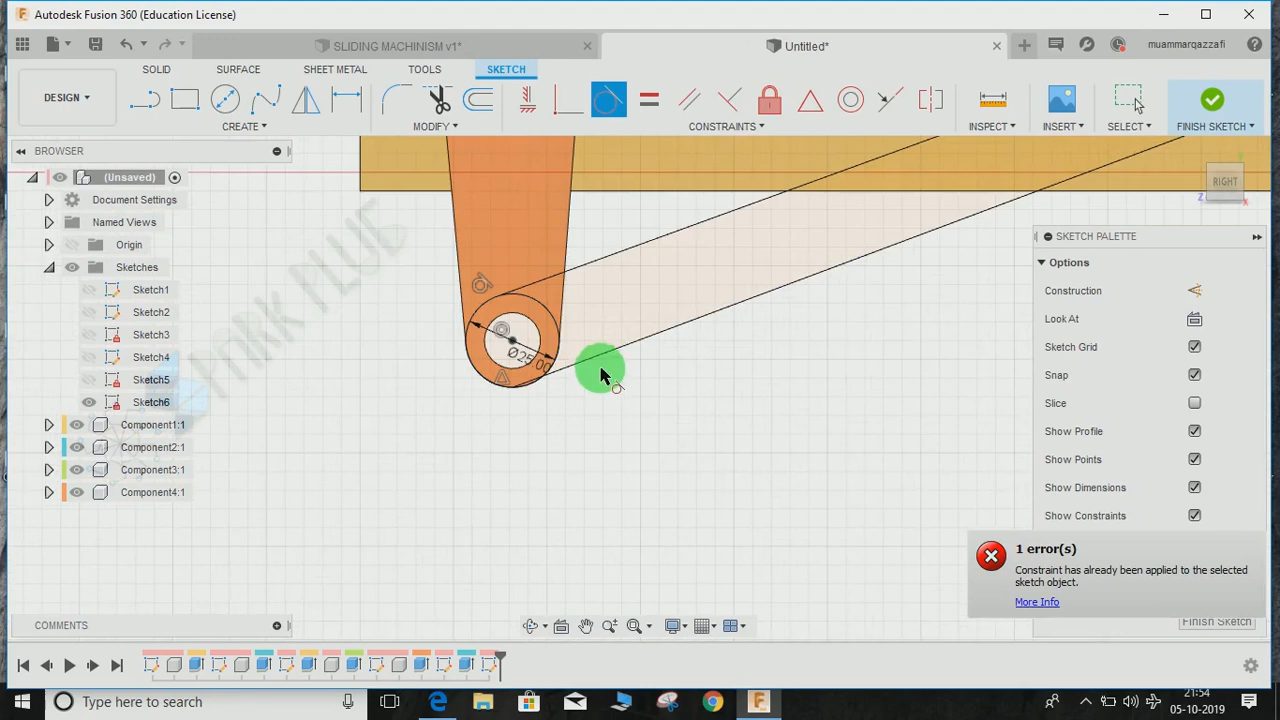 Autodesk Fusion 360 (Education License)
SLIDING MACHINISM v1*
Untitled*
muammarqazzafi
DESIGN
SOLID
SURFACE
SHEET METAL
TOOLS
SKETCH
CREATE
MODIFY
CONSTRAINTS
INSPECT
INSERT
SELECT
FINISH SKETCH
BROWSER
(Unsaved)
Document Settings
Named Views
Origin
Sketches
Sketch1
Sketch2
Sketch3
Sketch4
Sketch5
Sketch6
Component1:1
Component2:1
Component3:1
Component4:1
Ø25.00
RIGHT
Z
Y
X
SKETCH PALETTE
Options
Construction
Look At
Sketch Grid
Snap
Slice
Show Profile
Show Points
Show Dimensions
Show Constraints
1 error(s)
Constraint has already been applied to the selected
sketch object.
More Info
Finish Sketch
COMMENTS
Type here to search
21:54
05-10-2019